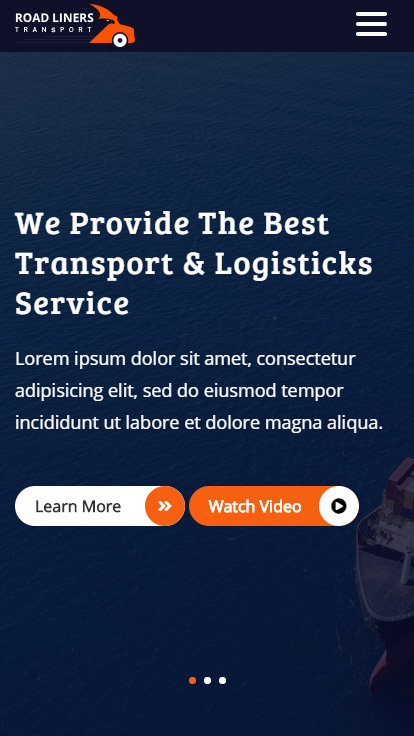 ROAD LINERS
TRANSPORT
We Provide The Best
Transport & Logisticks
Service
Lorem ipsum dolor sit amet, consectetur
adipisicing elit, sed do eiusmod tempor
incididunt ut labore et dolore magna aliqua.
Learn More
Watch Video